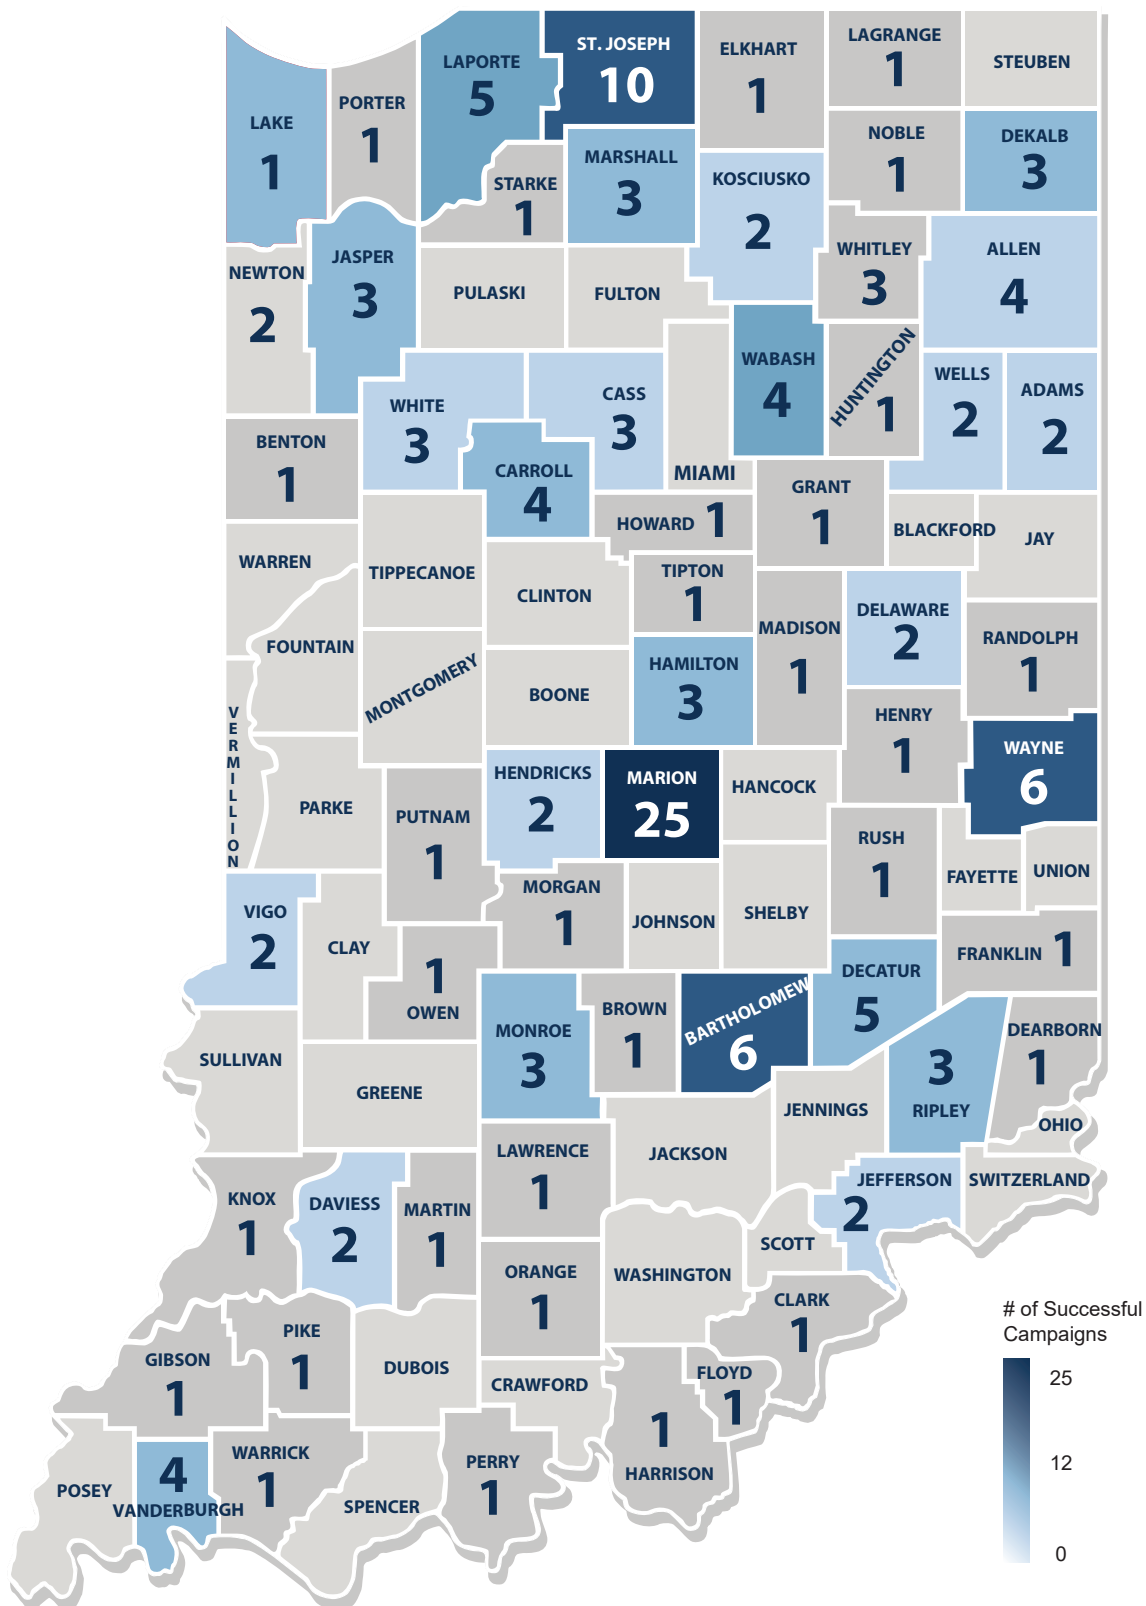 ST. JOSEPH
10
LAPORTE
5
ELKHART
1
LAGRANGE
1
STEUBEN
LAKE
1
PORTER
1
STARKE
1
MARSHALL
3
KOSCIUSKO
2
NOBLE
1
DEKALB
3
NEWTON
2
JASPER
3
PULASKI
FULTON
WHITLEY
3
ALLEN
4
WABASH
4
HUNTINGTON
1
WELLS
2
ADAMS
2
WHITE
3
CASS
3
MIAMI
BENTON
1
CARROLL
4
HOWARD 1
GRANT
1
BLACKFORD
JAY
WARREN
TIPPECANOE
CLINTON
TIPTON
1
MADISON
1
DELAWARE
2
RANDOLPH
1
FOUNTAIN
MONTGOMERY
BOONE
HAMILTON
3
HENRY
1
WAYNE
6
VERMILLION
PARKE
PUTNAM
1
HENDRICKS
2
MARION
25
HANCOCK
RUSH
1
FAYETTE
UNION
VIGO
2
CLAY
1
OWEN
MORGAN
1
JOHNSON
SHELBY
FRANKLIN 1
DECATUR
5
SULLIVAN
GREENE
MONROE
3
BROWN
1
BARTHOLOMEW
6
JENNINGS
3
RIPLEY
DEARBORN
1
OHIO
KNOX
1
DAVIESS
2
MARTIN
1
LAWRENCE
1
JACKSON
JEFFERSON
2
SWITZERLAND
ORANGE
1
WASHINGTON
SCOTT
CLARK
1
GIBSON
1
PIKE
1
DUBOIS
CRAWFORD
FLOYD
1
1
HARRISON
POSEY
4
VANDERBURGH
WARRICK
1
SPENCER
PERRY
1
# of Successful
Campaigns
25
12
0